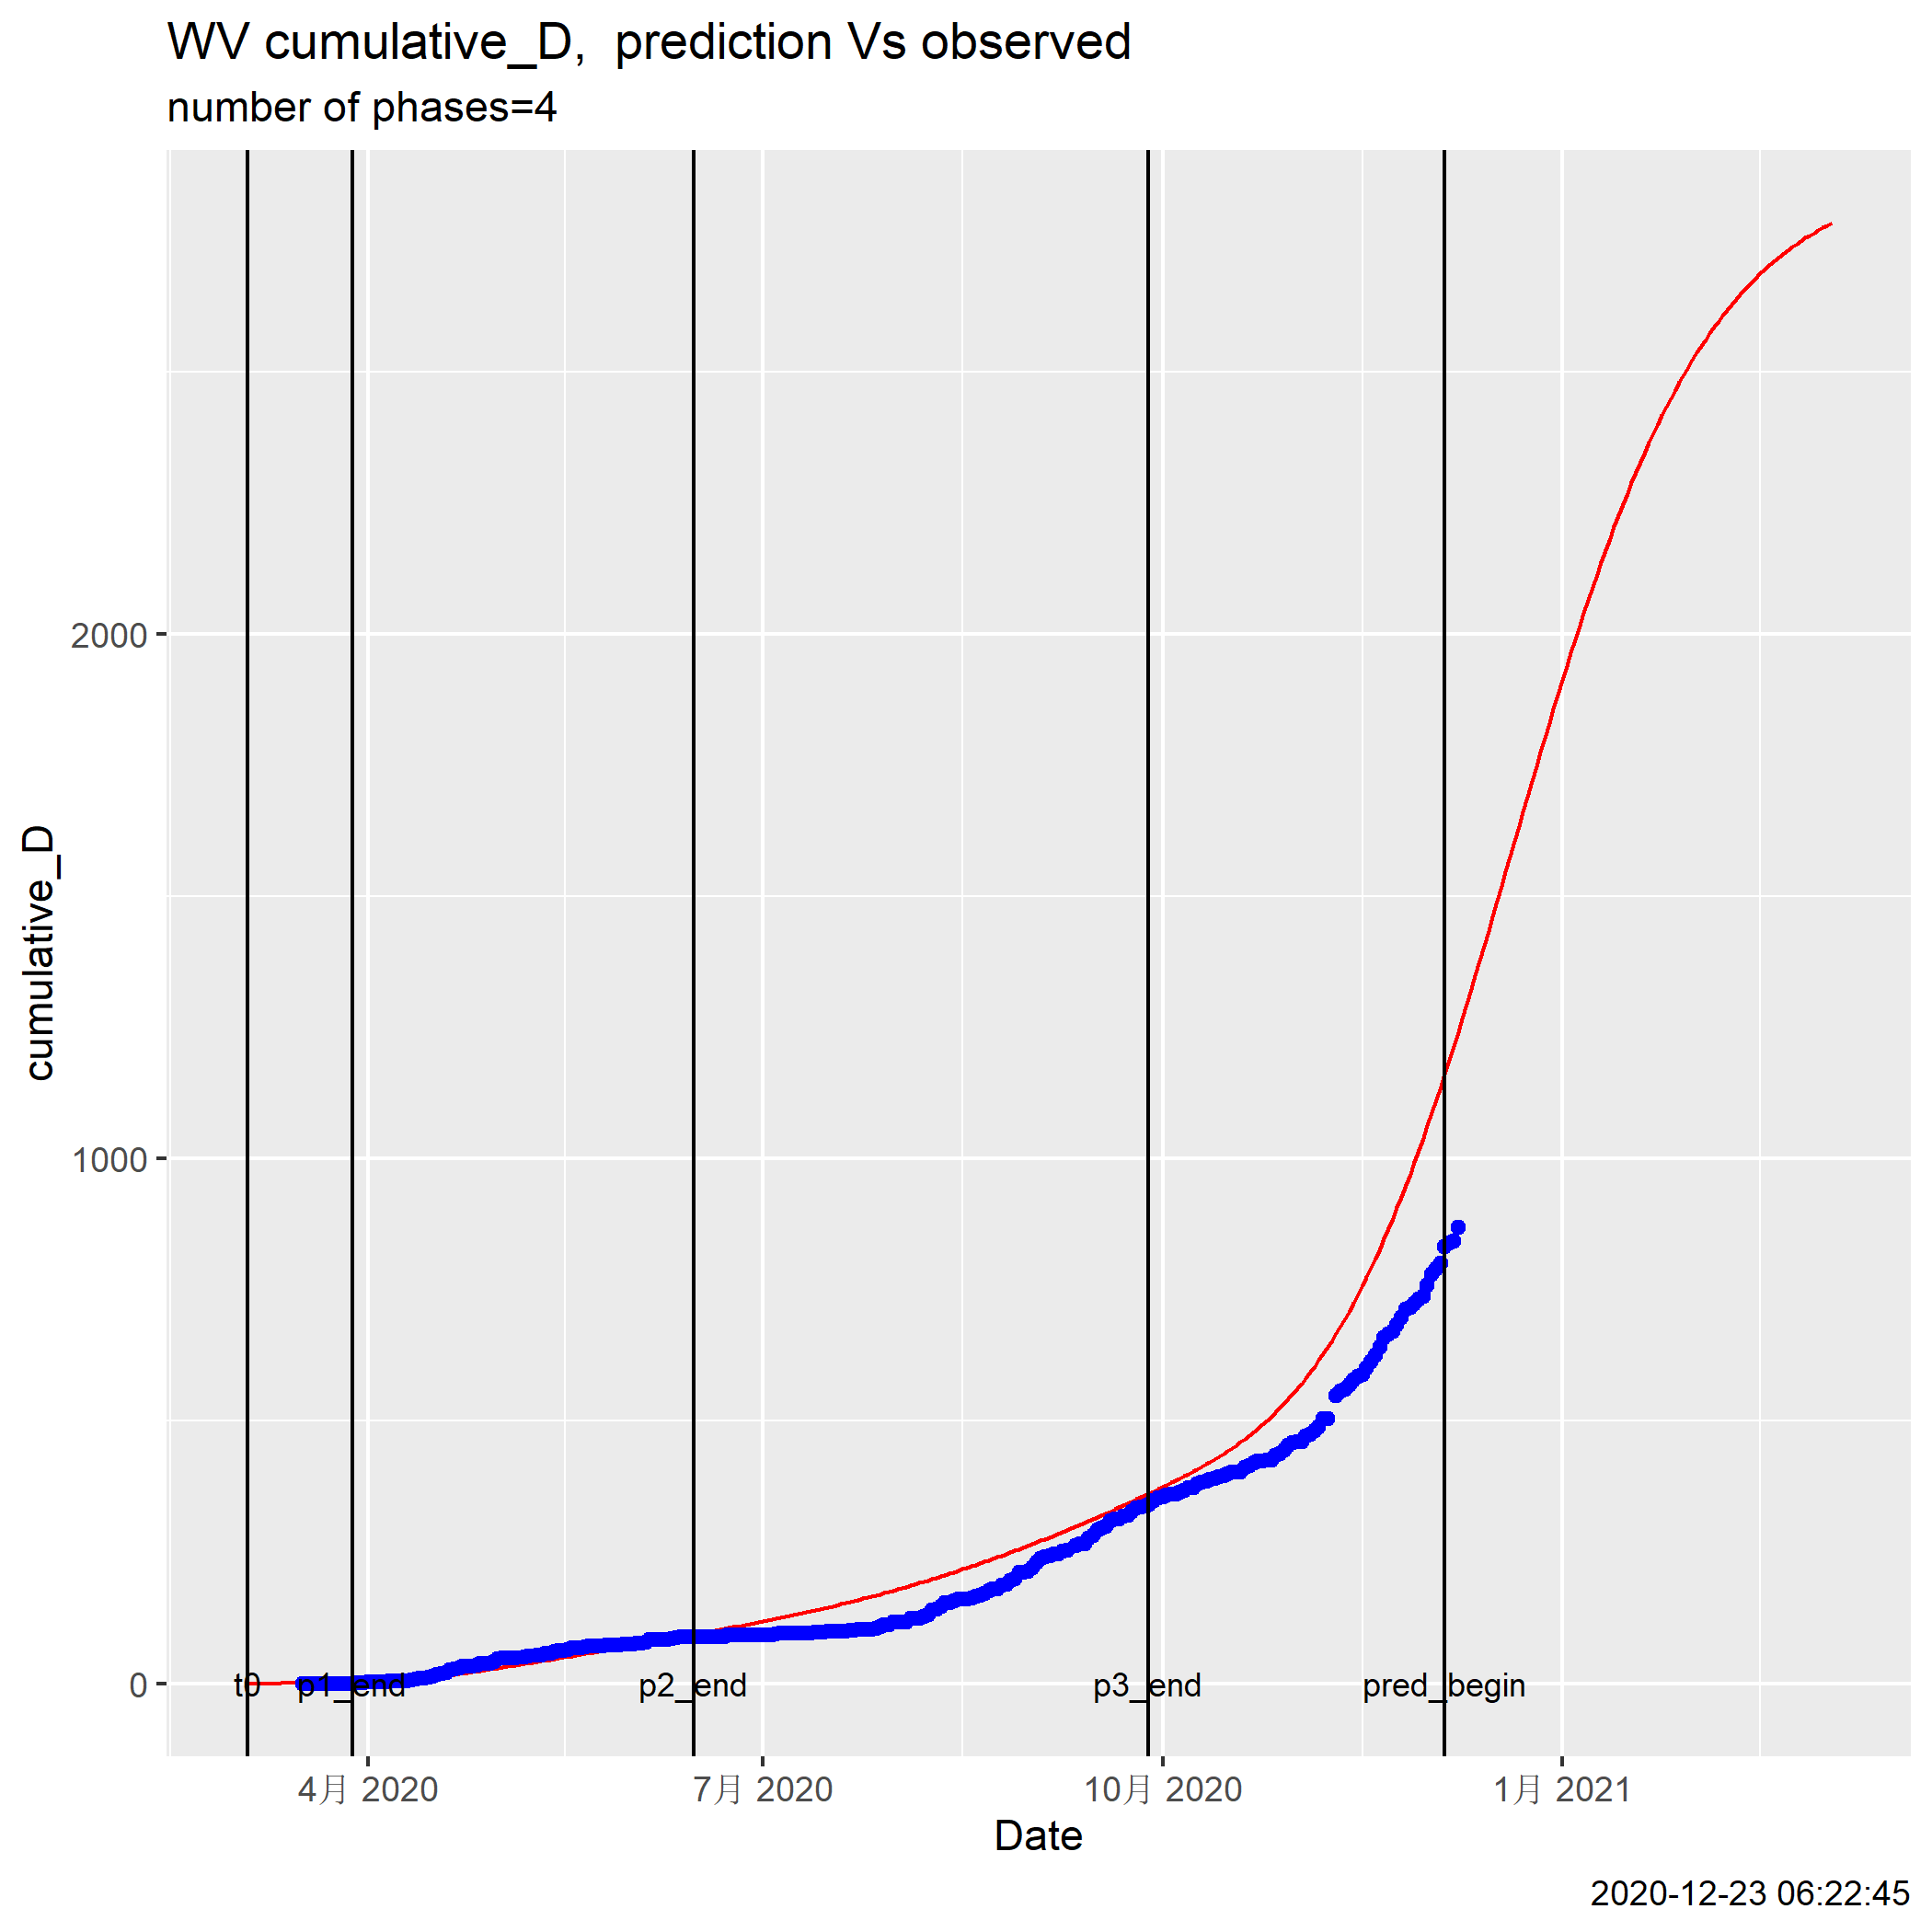 WV cumulative_D,  prediction Vs observed
number of phases=4
cumulative_D
2000
1000
0
t0
p1_end
p2_end
p3_end
pred_begin
4月 2020
7月 2020
10月 2020
1月 2021
Date
2020-12-23 06:22:45